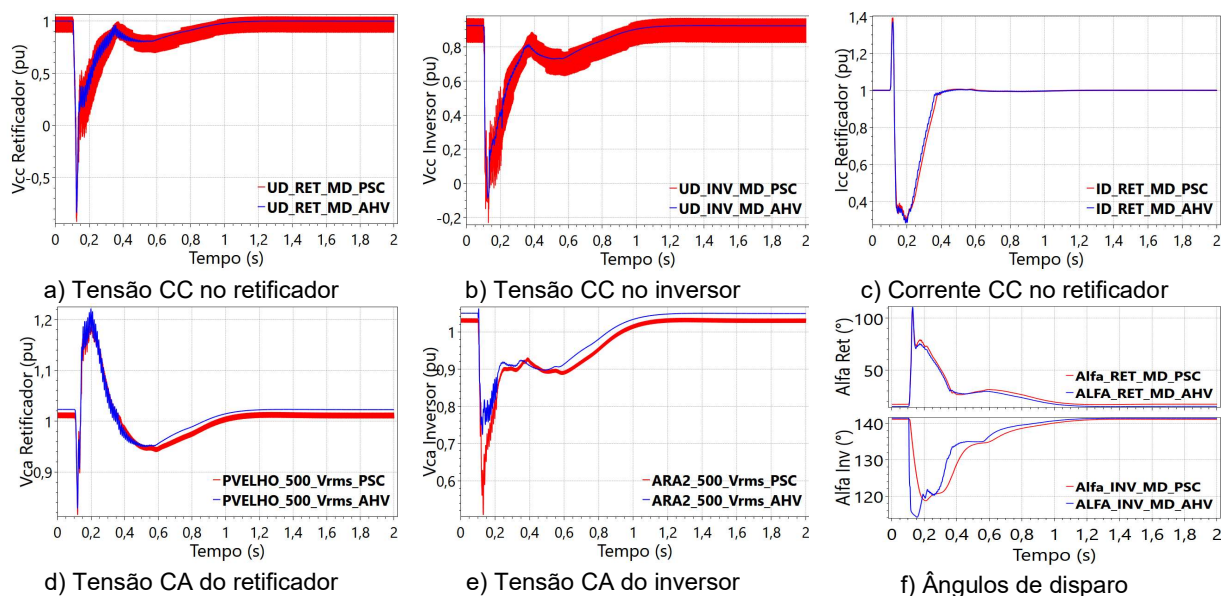 Vcc Retificador (pu)
1
0,5
0
-0,5
UD_RET_MD_PSC
UD_RET_MD_AHV
0 0,2 0,4 0,6 0,8 1 1,2 1,4 1,6 1,8 2
Tempo (s)
a) Tensão CC no retificador
Vcc Inversor (pu)
0,8
0,6
0,4
0,2
0
-0,2
UD_INV_MD_PSC
UD_INV_MD_AHV
0 0,2 0,4 0,6 0,8 1 1,2 1,4 1,6 1,8 2
Tempo (s)
b) Tensão CC no inversor
Icc Retificador (pu)
1,4
1,2
1
0,8
0,6
0,4
ID_RET_MD_PSC
ID_RET_MD_AHV
0 0,2 0,4 0,6 0,8 1 1,2 1,4 1,6 1,8 2
Tempo (s)
c) Corrente CC no retificador
Vca Retificador (pu)
1,2
1,1
1
0,9
PVELHO_500_Vrms_PSC
PVELHO_500_Vrms_AHV
0 0,2 0,4 0,6 0,8 1 1,2 1,4 1,6 1,8 2
Tempo (s)
d) Tensão CA do retificador
Vca Inversor (pu)
1
0,9
0,8
0,7
0,6
ARA2_500_Vrms_PSC
ARA2_500_Vrms_AHV
0 0,2 0,4 0,6 0,8 1 1,2 1,4 1,6 1,8 2
Tempo (s)
e) Tensão CA do inversor
Alfa Ret (°)
100
50
Alfa_RET_MD_PSC
ALFA_RET_MD_AHV
Alfa Inv (°)
140
130
120
Alfa_INV_MD_PSC
ALFA_INV_MD_AHV
0 0,2 0,4 0,6 0,8 1 1,2 1,4 1,6 1,8 2
Tempo (s)
f) Ângulos de disparo